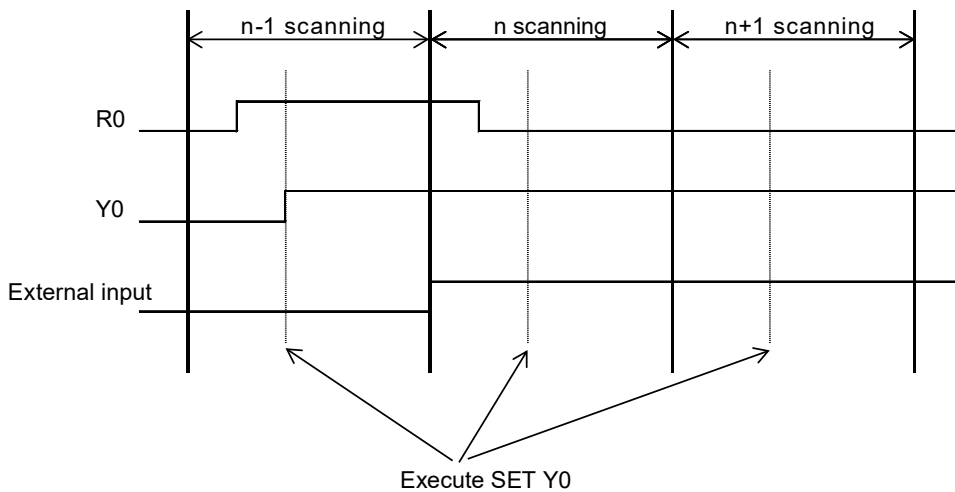 n-1 scanning
n scanning
n+1 scanning
R0
Y0
External input
Execute SET Y0